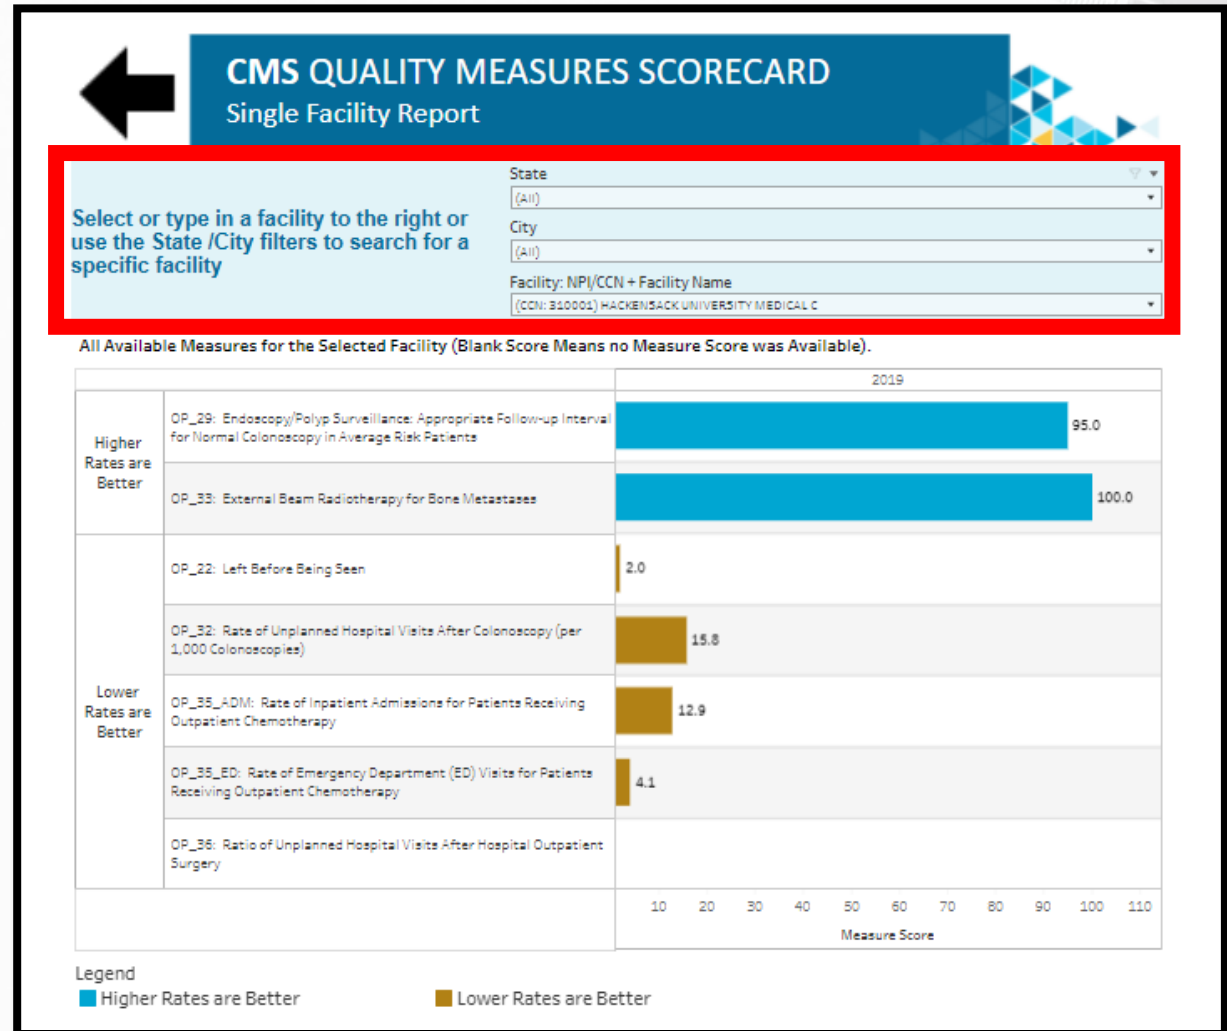 CMS QUALITY MEASURES SCORECARD
Single Facility Report
Select or type in a facility to the right or
use the State /City filters to search for a
specific facility
State
(All)
City
(All)
Facility: NPI/CCN + Facility Name
(CCN: 310001) HACKENSACK UNIVERSITY MEDICAL C
All Available Measures for the Selected Facility (Blank Score Means no Measure Score was Available).
2019
Higher
Rates are
Better
OP_29: Endoscopy/Polyp Surveillance: Appropriate Follow-up Interval
for Normal Colonoscopy in Average Risk Patients
95.0
OP_33: External Beam Radiotherapy for Bone Metastases
100.0
Lower
Rates are
Better
OP_22: Left Before Being Seen
2.0
OP_32: Rate of Unplanned Hospital Visits After Colonoscopy (per
1,000 Colonoscopies)
15.8
OP_35_ADM: Rate of Inpatient Admissions for Patients Receiving
Outpatient Chemotherapy
12.9
OP_35_ED: Rate of Emergency Department (ED) Visits for Patients
Receiving Outpatient Chemotherapy
4.1
OP_36: Ratio of Unplanned Hospital Visits After Hospital Outpatient
Surgery
10 20 30 40 50 60 70 80 90 100 110
Measure Score
Legend
Higher Rates are Better
Lower Rates are Better